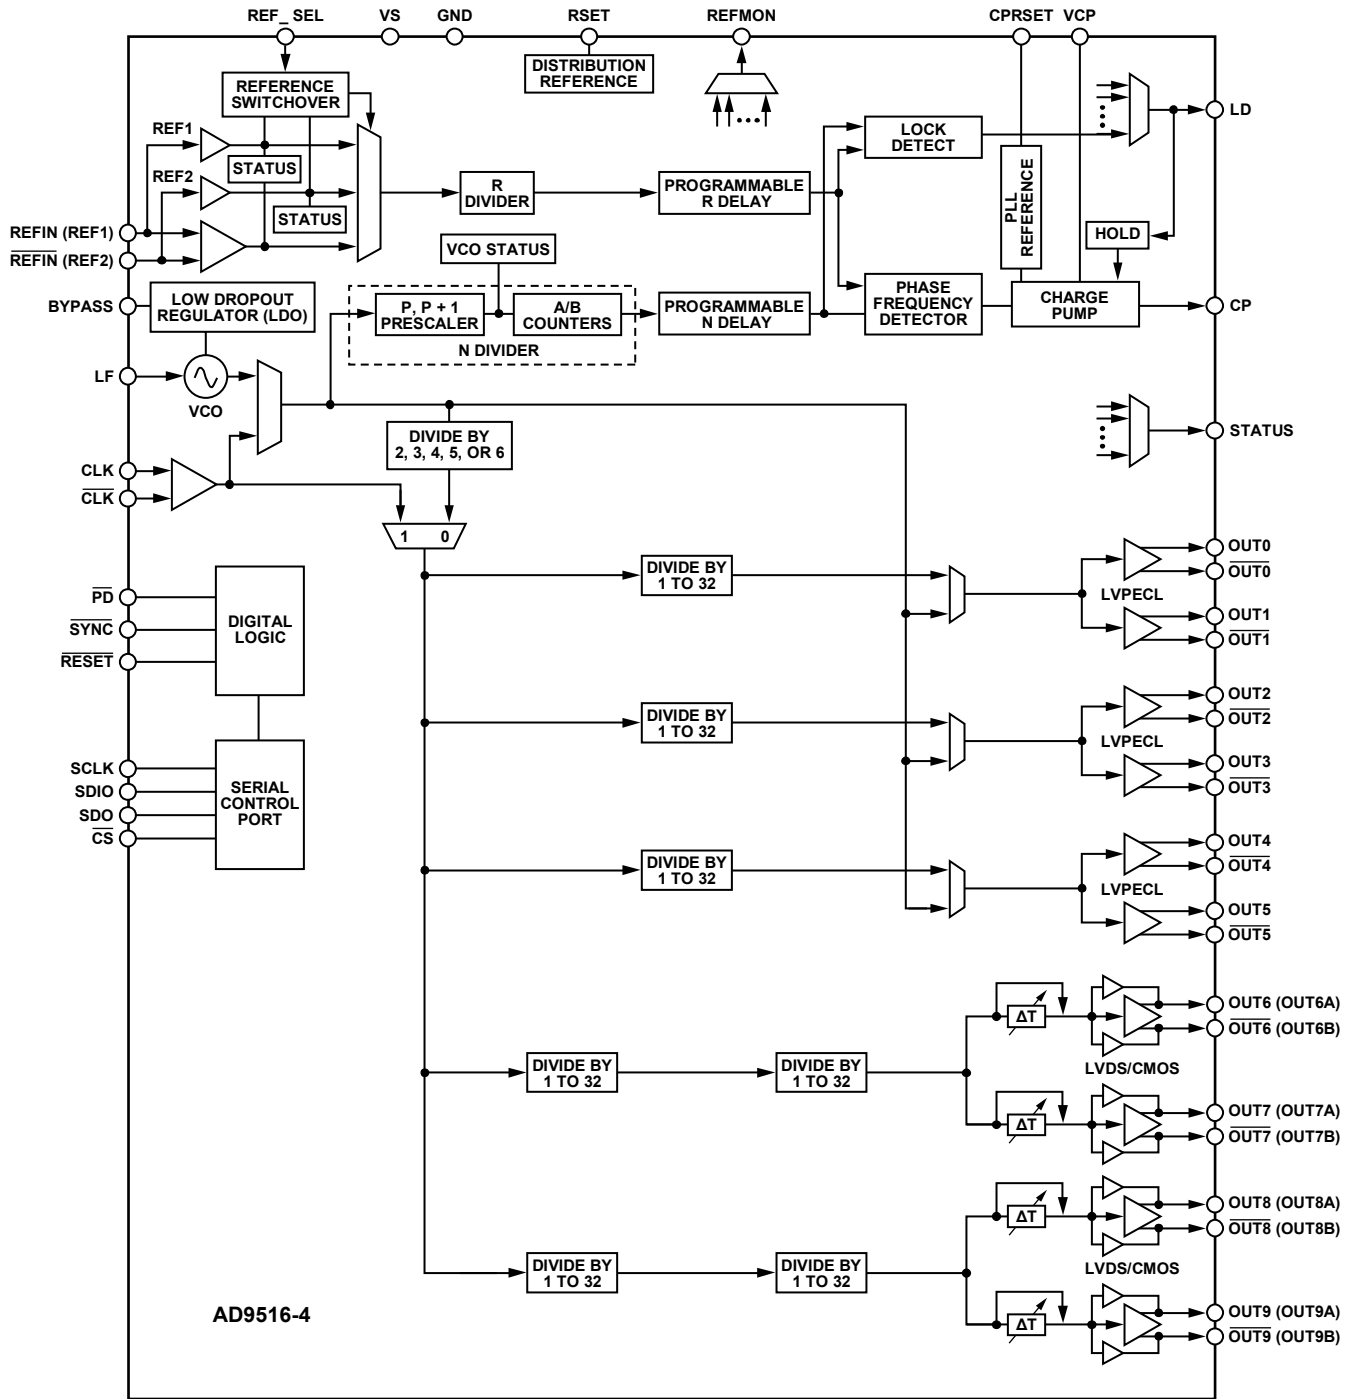 REF_ SEL VS GND RSET REFMON CPRSET VCP
DISTRIBUTION
REFERENCE
REFERENCE
SWITCHOVER
REF1
STATUS
REF2
STATUS
R
DIVIDER
PROGRAMMABLE
R DELAY
LOCK
DETECT
LD
PLL
REFERENCE
HOLD
REFIN (REF1)
REFIN (REF2)
VCO STATUS
BYPASS
LOW DROPOUT
REGULATOR (LDO)
P, P + 1
PRESCALER
A/B
COUNTERS
N DIVIDER
PROGRAMMABLE
N DELAY
PHASE
FREQUENCY
DETECTOR
CHARGE
PUMP
CP
LF
VCO
STATUS
DIVIDE BY
2, 3, 4, 5, OR 6
CLK
CLK
1 0
PD
SYNC
RESET
DIGITAL
LOGIC
DIVIDE BY
1 TO 32
LVPECL
OUT0
OUT0
OUT1
OUT1
DIVIDE BY
1 TO 32
LVPECL
OUT2
OUT2
OUT3
OUT3
SCLK
SDIO
SDO
CS
SERIAL
CONTROL
PORT
DIVIDE BY
1 TO 32
LVPECL
OUT4
OUT4
OUT5
OUT5
DIVIDE BY
1 TO 32
DIVIDE BY
1 TO 32
ΔT
ΔT
LVDS/CMOS
OUT6 (OUT6A)
OUT6 (OUT6B)
OUT7 (OUT7A)
OUT7 (OUT7B)
DIVIDE BY
1 TO 32
DIVIDE BY
1 TO 32
ΔT
ΔT
LVDS/CMOS
OUT8 (OUT8A)
OUT8 (OUT8B)
OUT9 (OUT9A)
OUT9 (OUT9B)
AD9516-4